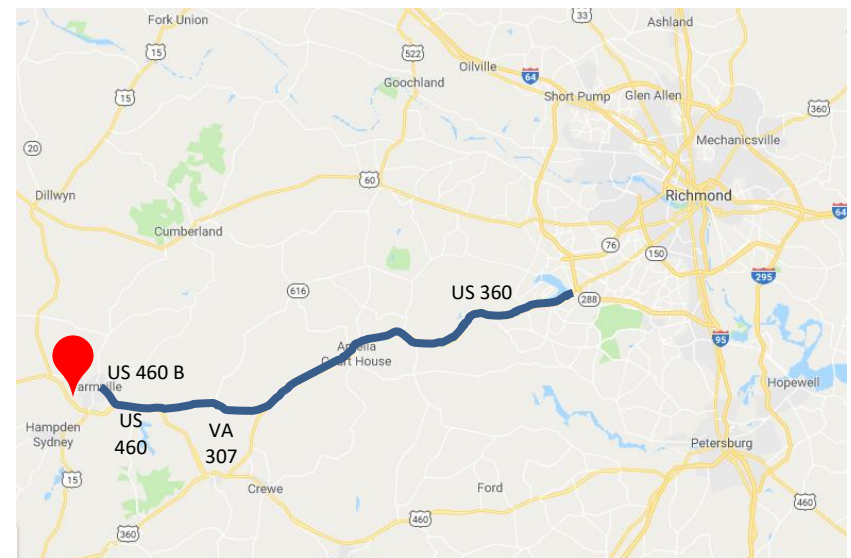 Fork Union
33
Ashland
15
522
Oilville
64
Goochland
15
Short Pump
Glen Allen
360
Mechanicsville
20
60
Richmond
Dillwyn
64
Cumberland
76
150
295
616
US 360
288
95
Court House
US 460 B
Hopewell
Hampden
Sydney
US
460
VA
307
Petersburg
15
Crewe
Ford
460
460
360